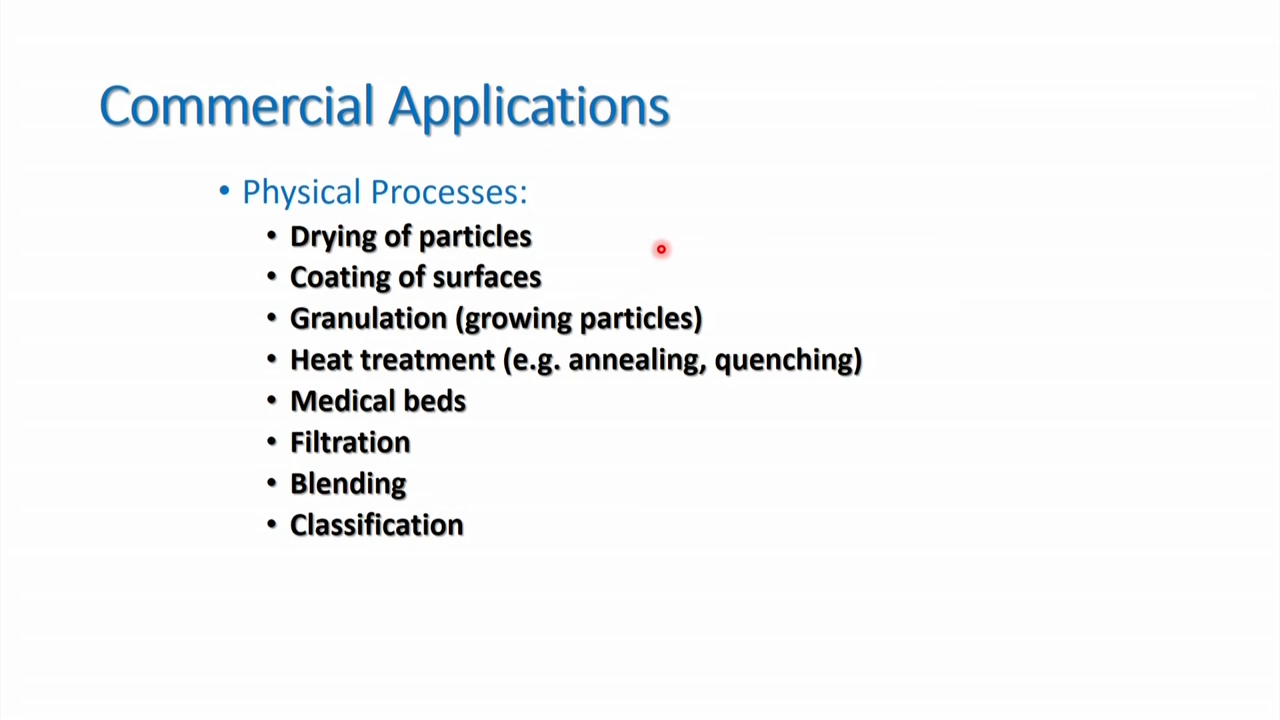 Commercial Applications
• Physical Processes:
• Drying of particles
• Coating of surfaces
• Granulation (growing particles)
• Heat treatment (e.g. annealing, quenching)
• Medical beds
• Filtration
• Blending
• Classification